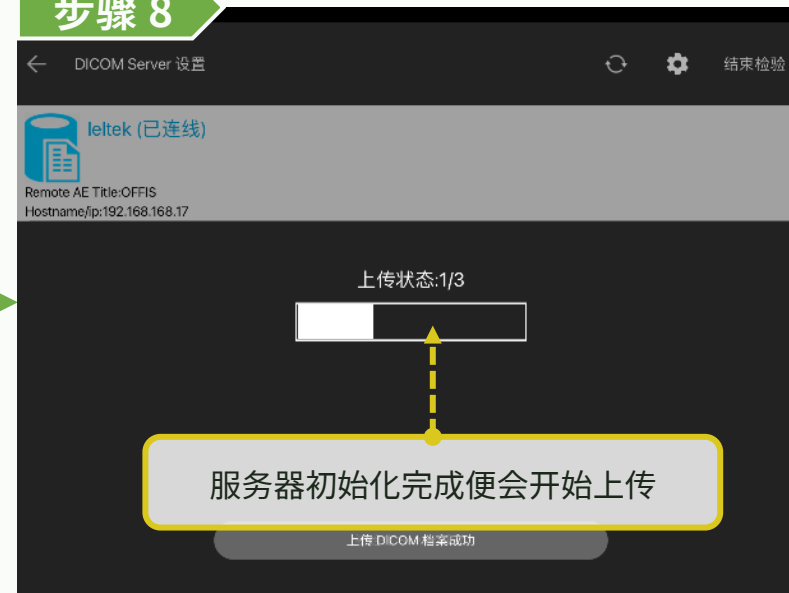 步骤 8
DICOM Server 设置
结束检验
leltek (已连线)
Remote AE Title:OFFIS
Hostname/ip:192.168.168.17
上传状态:1/3
服务器初始化完成便会开始上传
上传 DICOM 档案成功